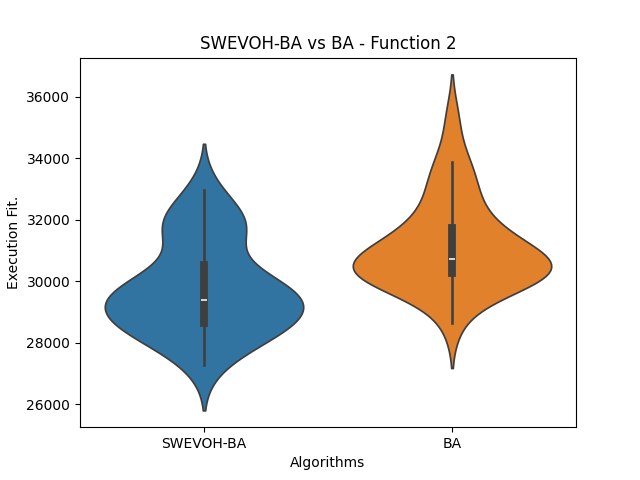 SWEVOH-BA vs BA - Function 2
Execution Fit.
36000
34000
32000
30000
28000
26000
SWEVOH-BA
BA
Algorithms